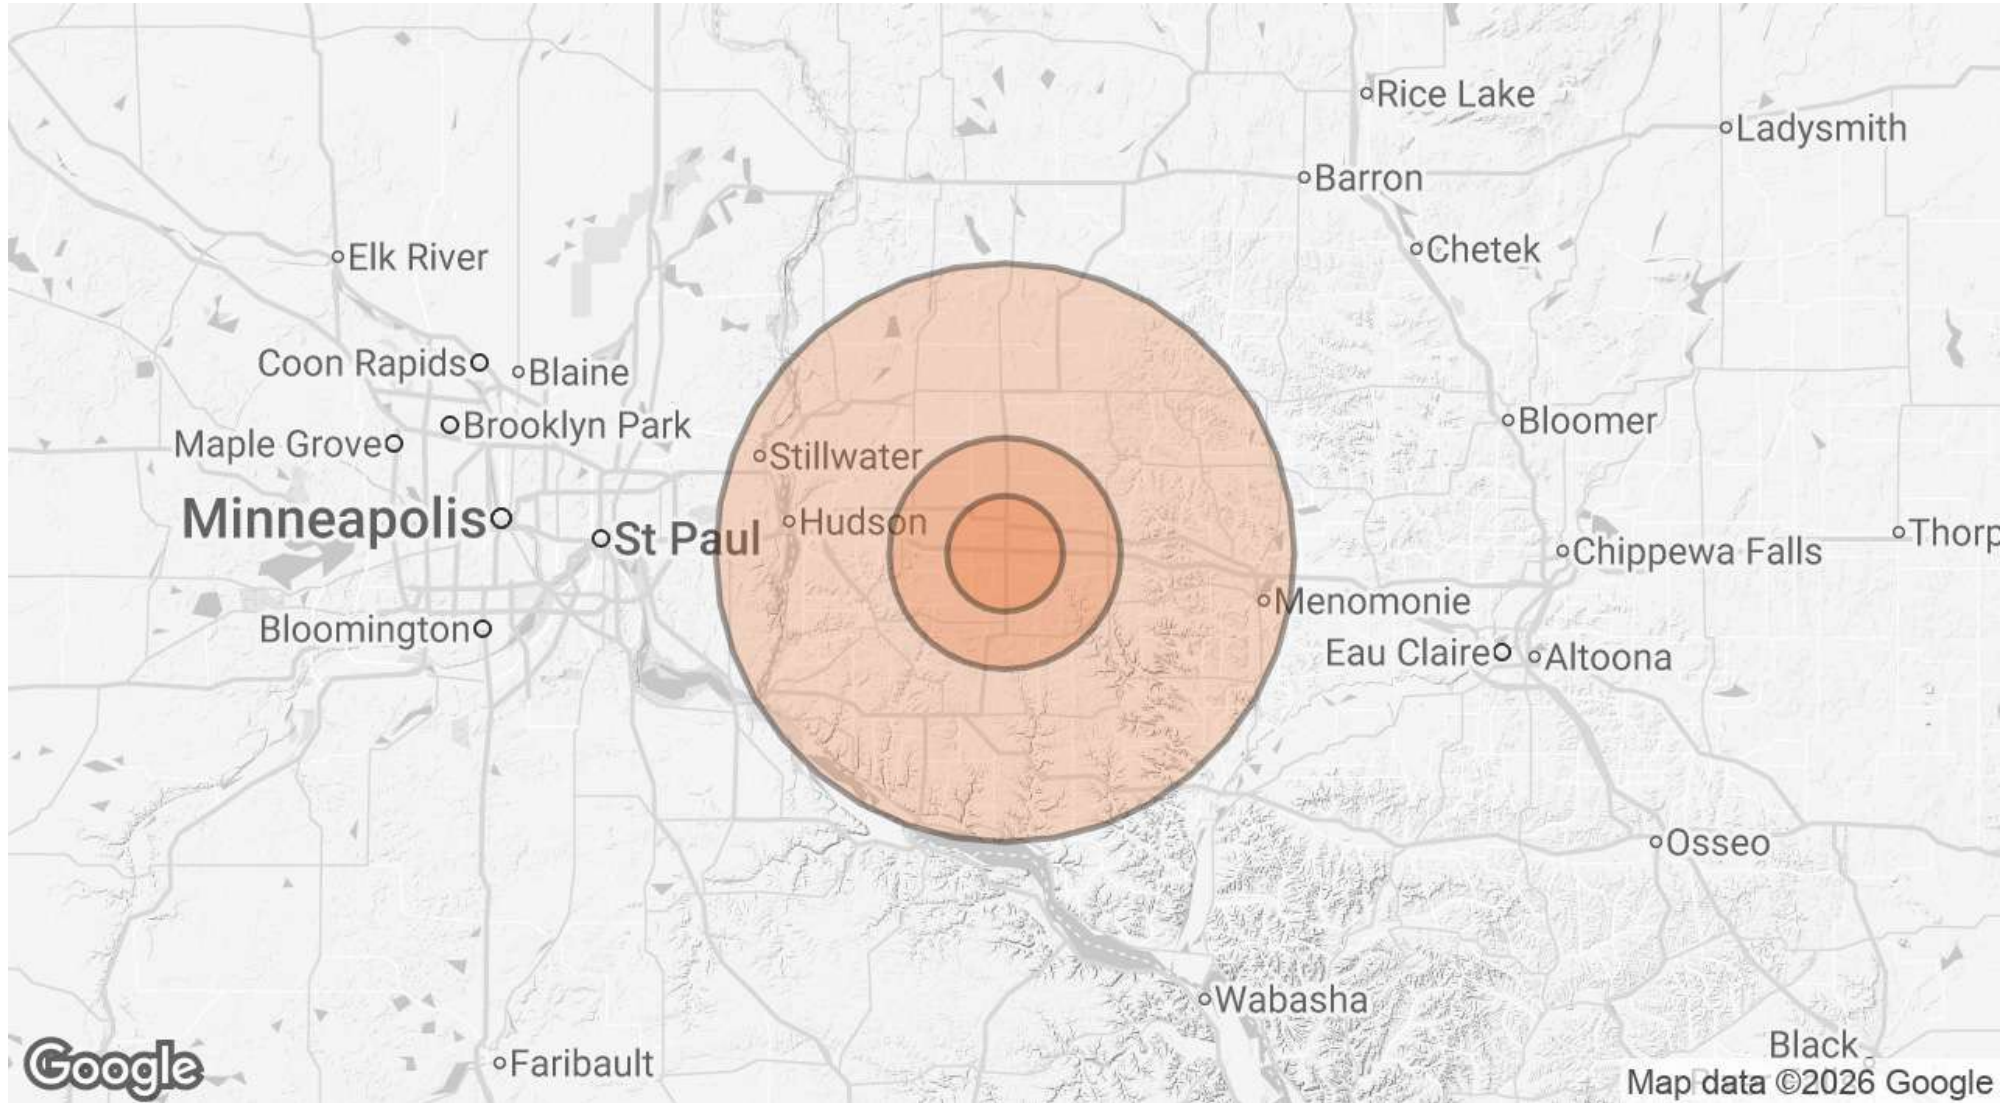 Rice Lake
Ladysmith
Barron
Chetek
Elk River
Coon Rapids
Blaine
Brooklyn Park
Maple Grove
Bloomer
Stillwater
Minneapolis
St Paul
Hudson
Thorp
Chippewa Falls
Menomonie
Bloomington
Eau Claire
Altoona
Osseo
Wabasha
Black
Faribault
Google
Map data ©2026 Google